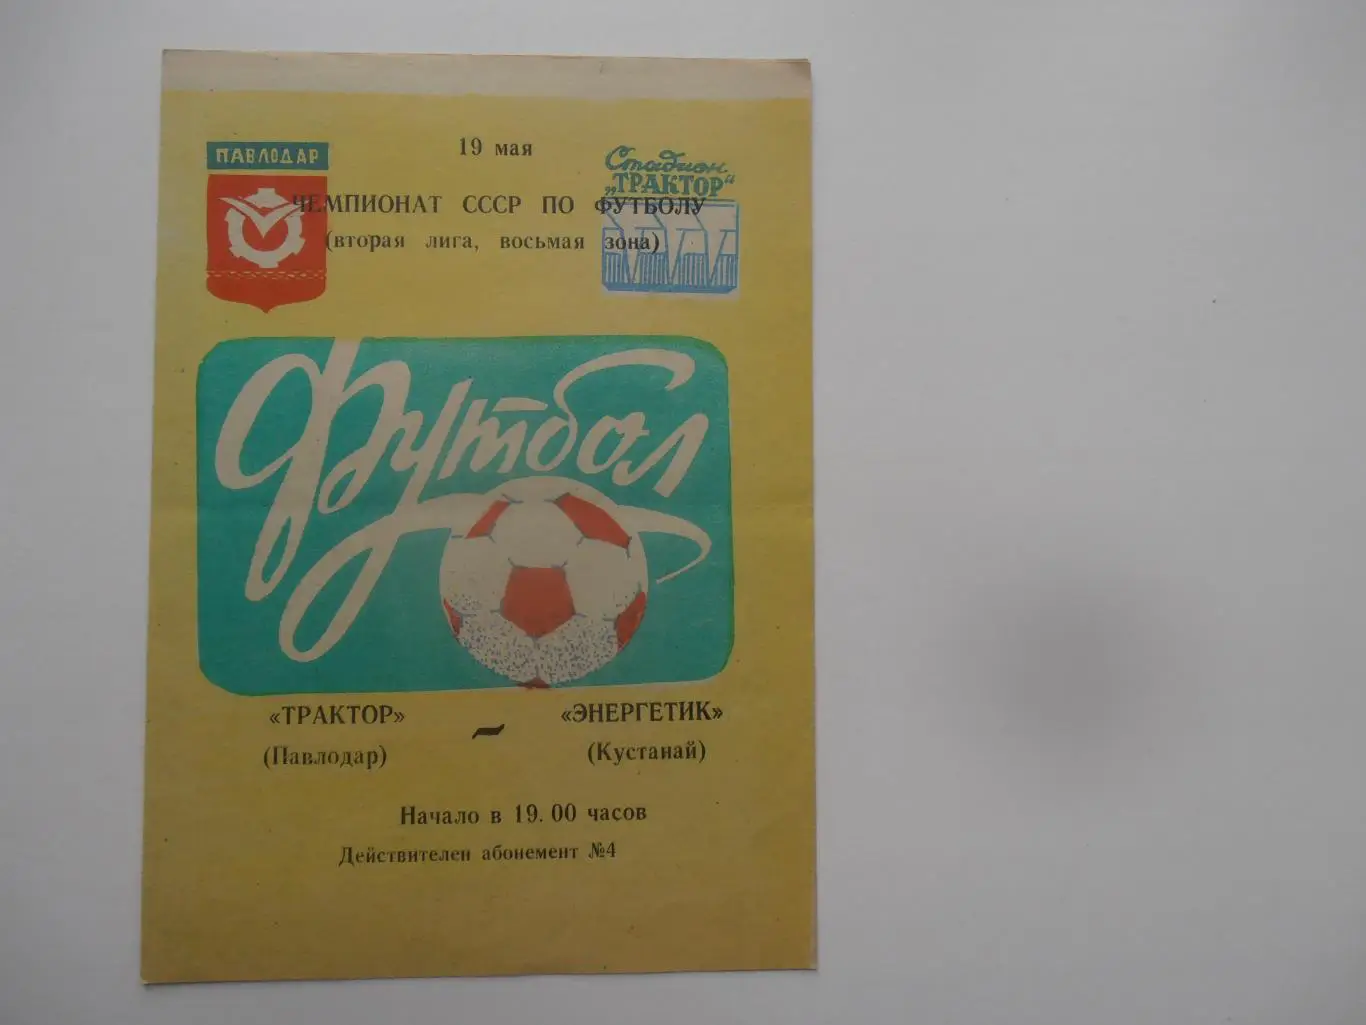 19 мая
ПАВЛОДАР
Стадион
„ТРАКТОР“
ЧЕМПИОНАТ СССР ПО ФУТБОЛУ
(вторая лига, восьмая зона)
Футбол
«ТРАКТОР» ~ «ЭНЕРГЕТИК»
(Павлодар) (Кустанай)
Начало в 19.00 часов
Действителен абонемент №4